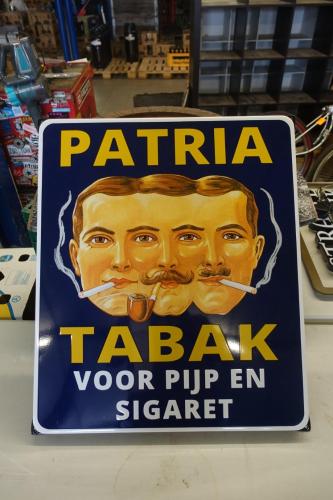 PATRIA
TABAK
VOOR PIJP EN
SIGARET